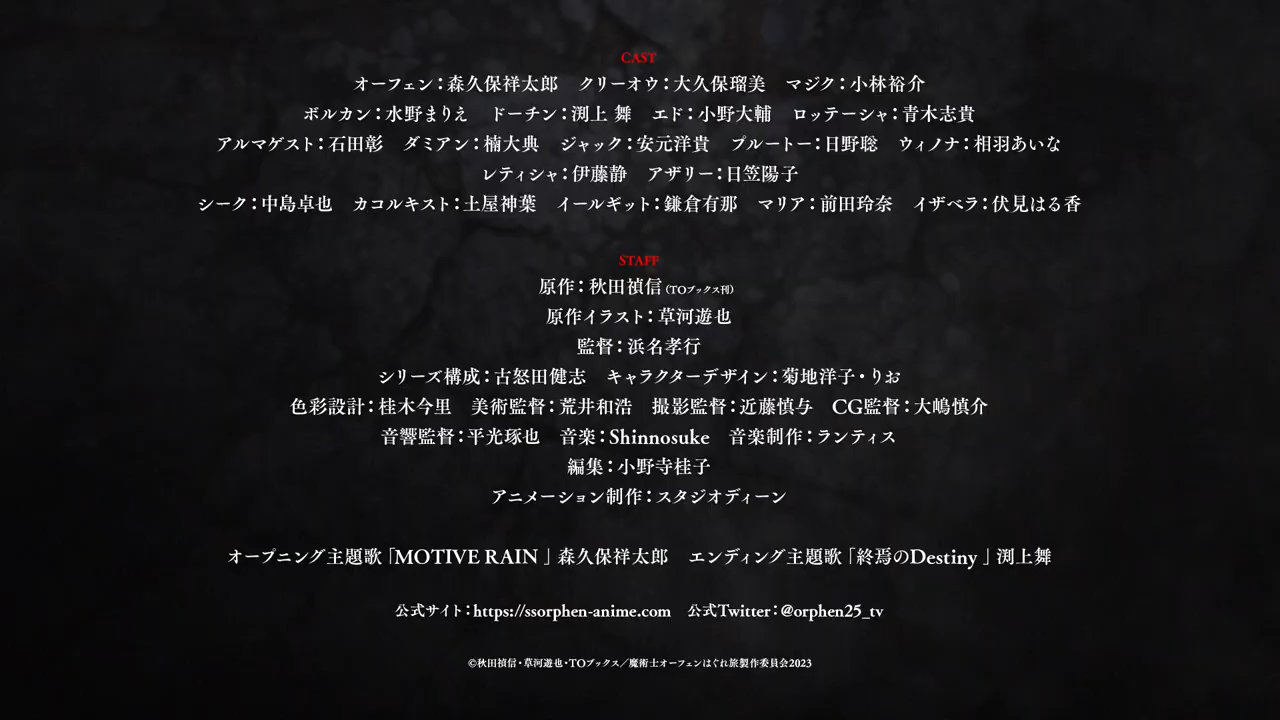 CAST
オーフェン：森久保祥太郎　クリーオウ：大久保瑠美　マジク：小林裕介
ボルカン：水野まりえ　ドーチン：渕上 舞　エド：小野大輔　ロッテーシャ：青木志貴
アルマゲスト：石田彰　ダミアン：楠大典　ジャック：安元洋貴　プルートー：日野聡　ウィノナ：相羽あいな
レティシャ：伊藤静　アザリー：日笠陽子
シーク：中島卓也　カコルキスト：土屋神葉　イールギット：鎌倉有那　マリア：前田玲奈　イザベラ：伏見はる香
STAFF
原作：秋田禎信（TOブックス刊）
原作イラスト：草河遊也
監督：浜名孝行
シリーズ構成：古怒田健志　キャラクターデザイン：菊地洋子・りお
色彩設計：桂木今里　美術監督：荒井和浩　撮影監督：近藤慎与　CG監督：大嶋慎介
音響監督：平光琢也　音楽：Shinnosuke　音楽制作：ランティス
編集：小野寺桂子
アニメーション制作：スタジオディーン
オープニング主題歌「MOTIVE RAIN」森久保祥太郎　エンディング主題歌「終焉のDestiny」渕上舞
公式サイト：https://ssorphen-anime.com　公式Twitter：@orphen25_tv
©秋田禎信・草河遊也・TOブックス／魔術士オーフェンはぐれ旅製作委員会2023